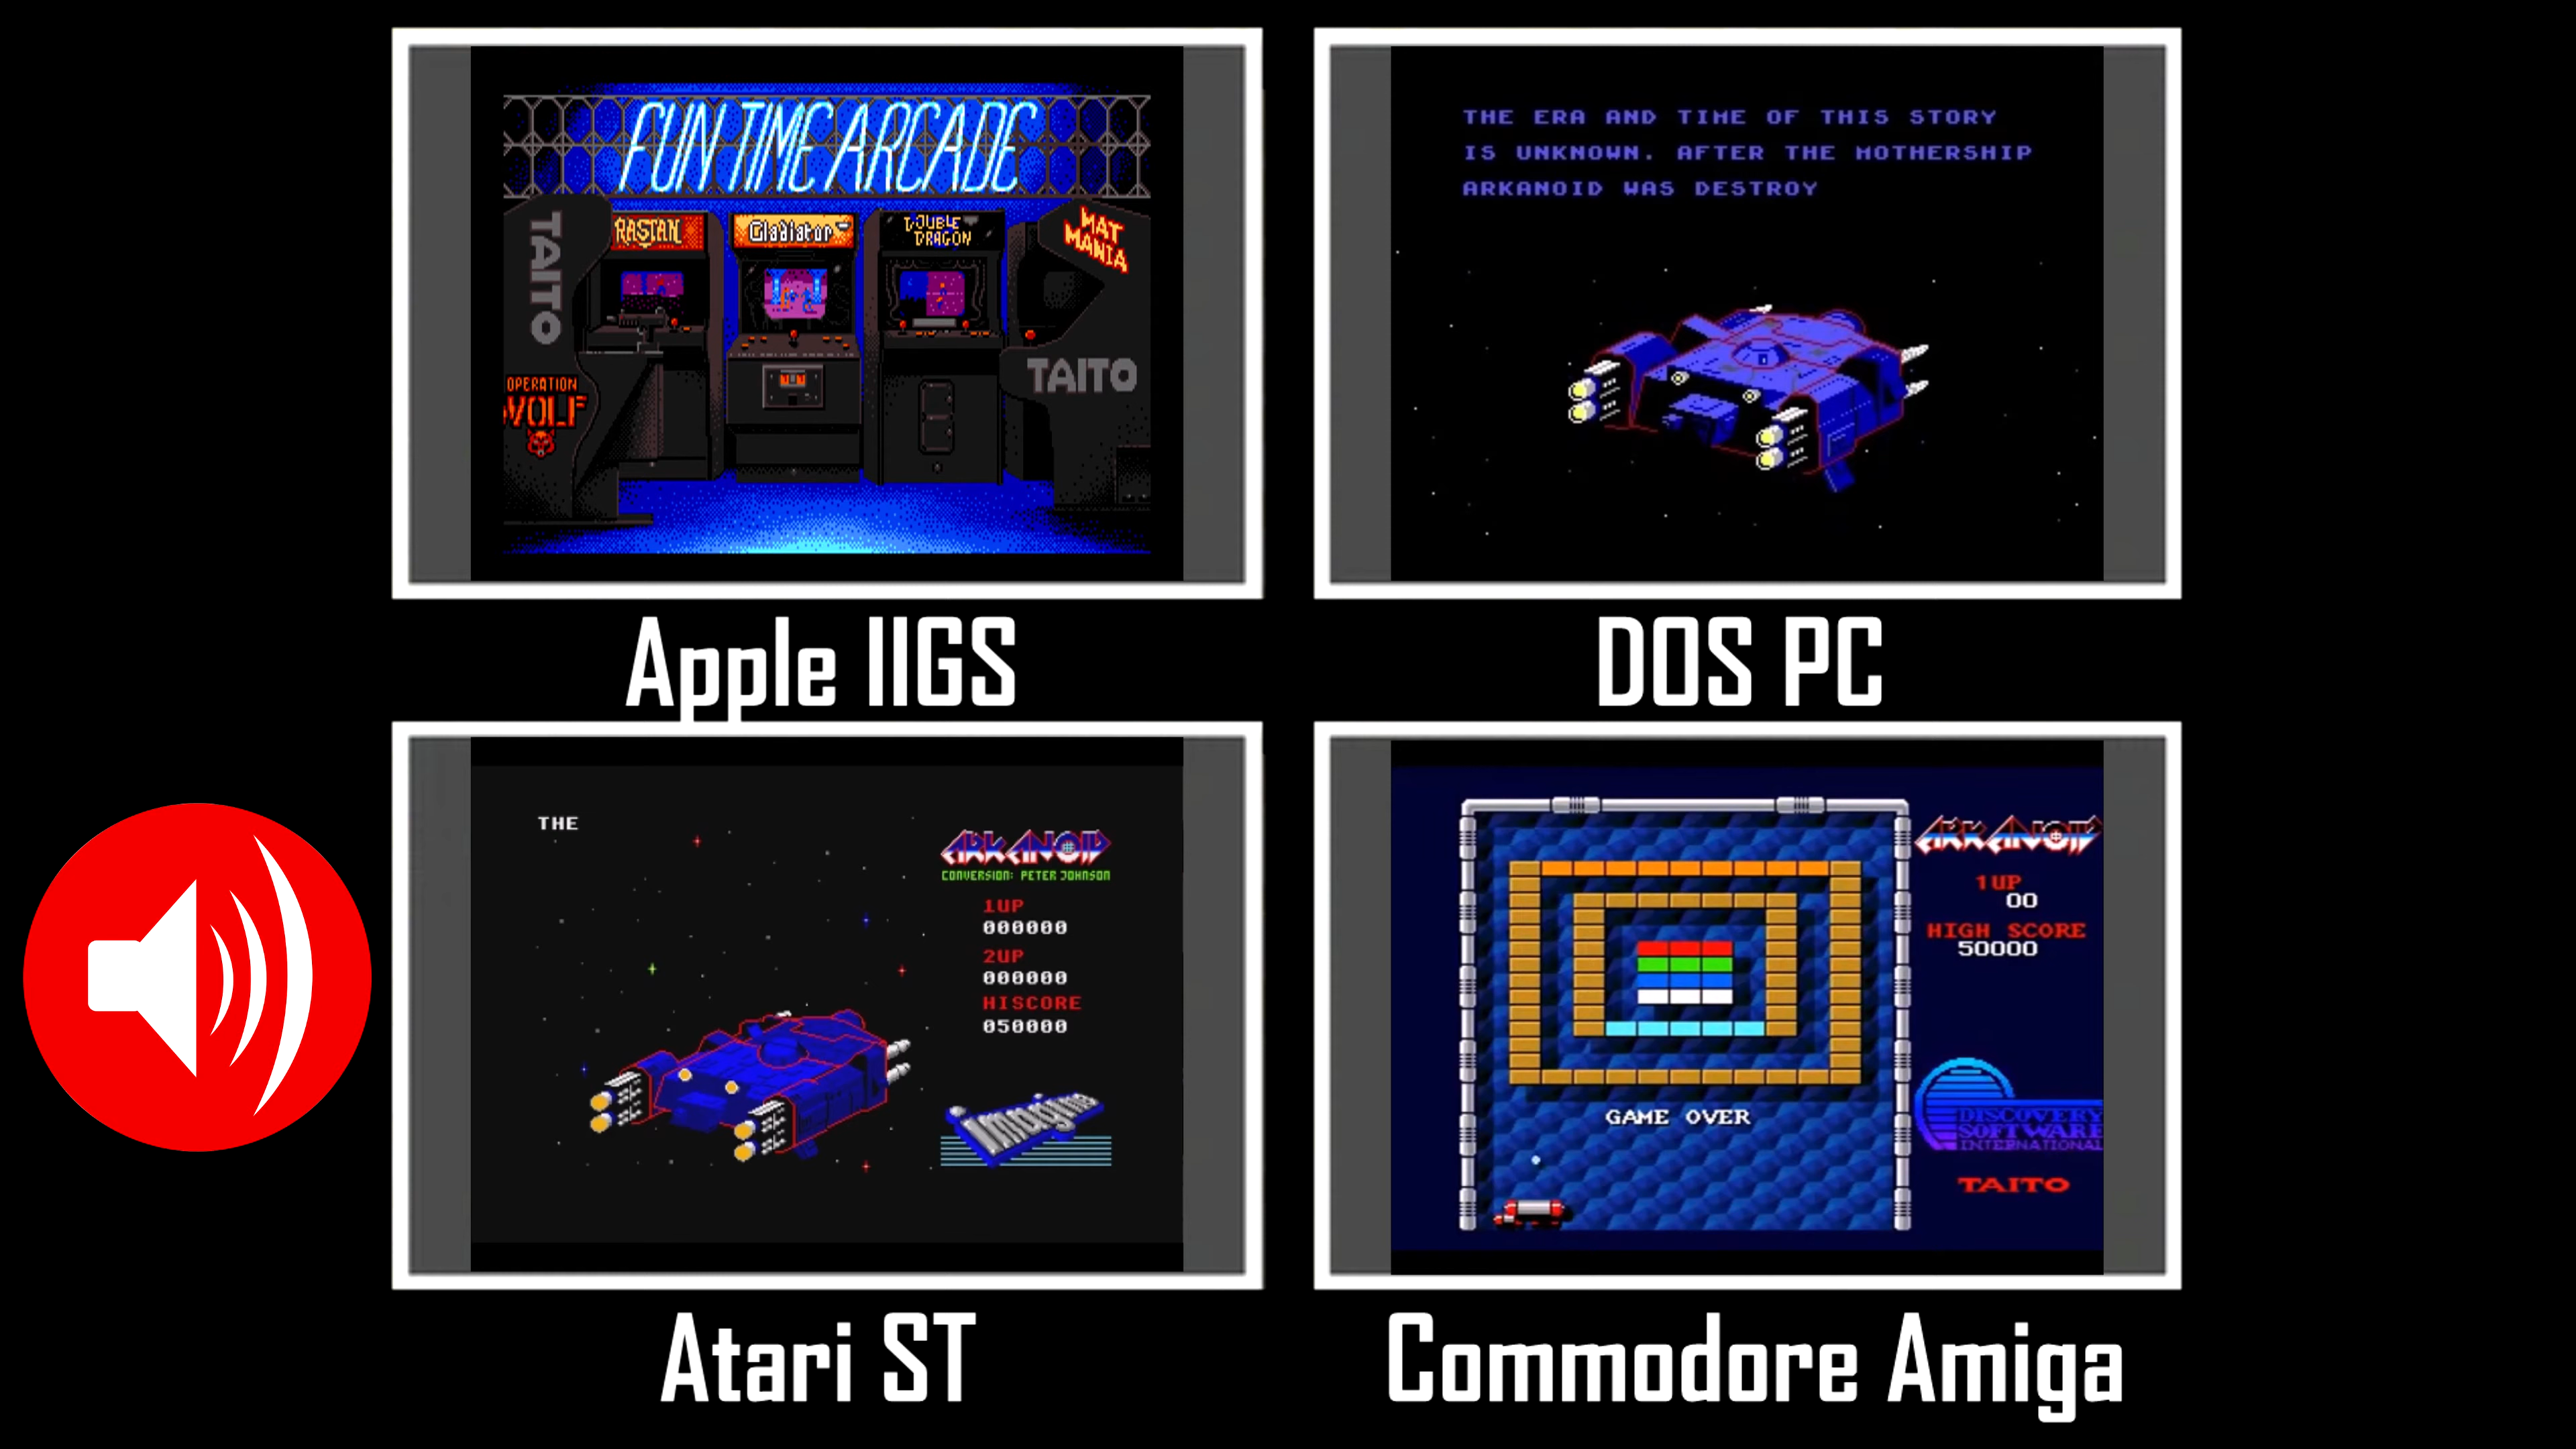 FUN TIME ARCADE
TAITO
RASTAN
Gladiator
DOUBLE
DRAGON
MAT
MANIA
OPERATION
WOLF
TAITO
THE ERA AND TIME OF THIS STORY
IS UNKNOWN. AFTER THE MOTHERSHIP
ARKANOID WAS DESTROY
Apple IIGS
DOS PC
THE
ARKANOID
CONVERSION: PETER JOHNSON
1UP
000000
2UP
000000
HISCORE
050000
Imagine
ARKANOID
1UP
00
HIGH SCORE
50000
GAME OVER
DISCOVERY
SOFTWARE
INTERNATIONAL
TAITO
Atari ST
Commodore Amiga